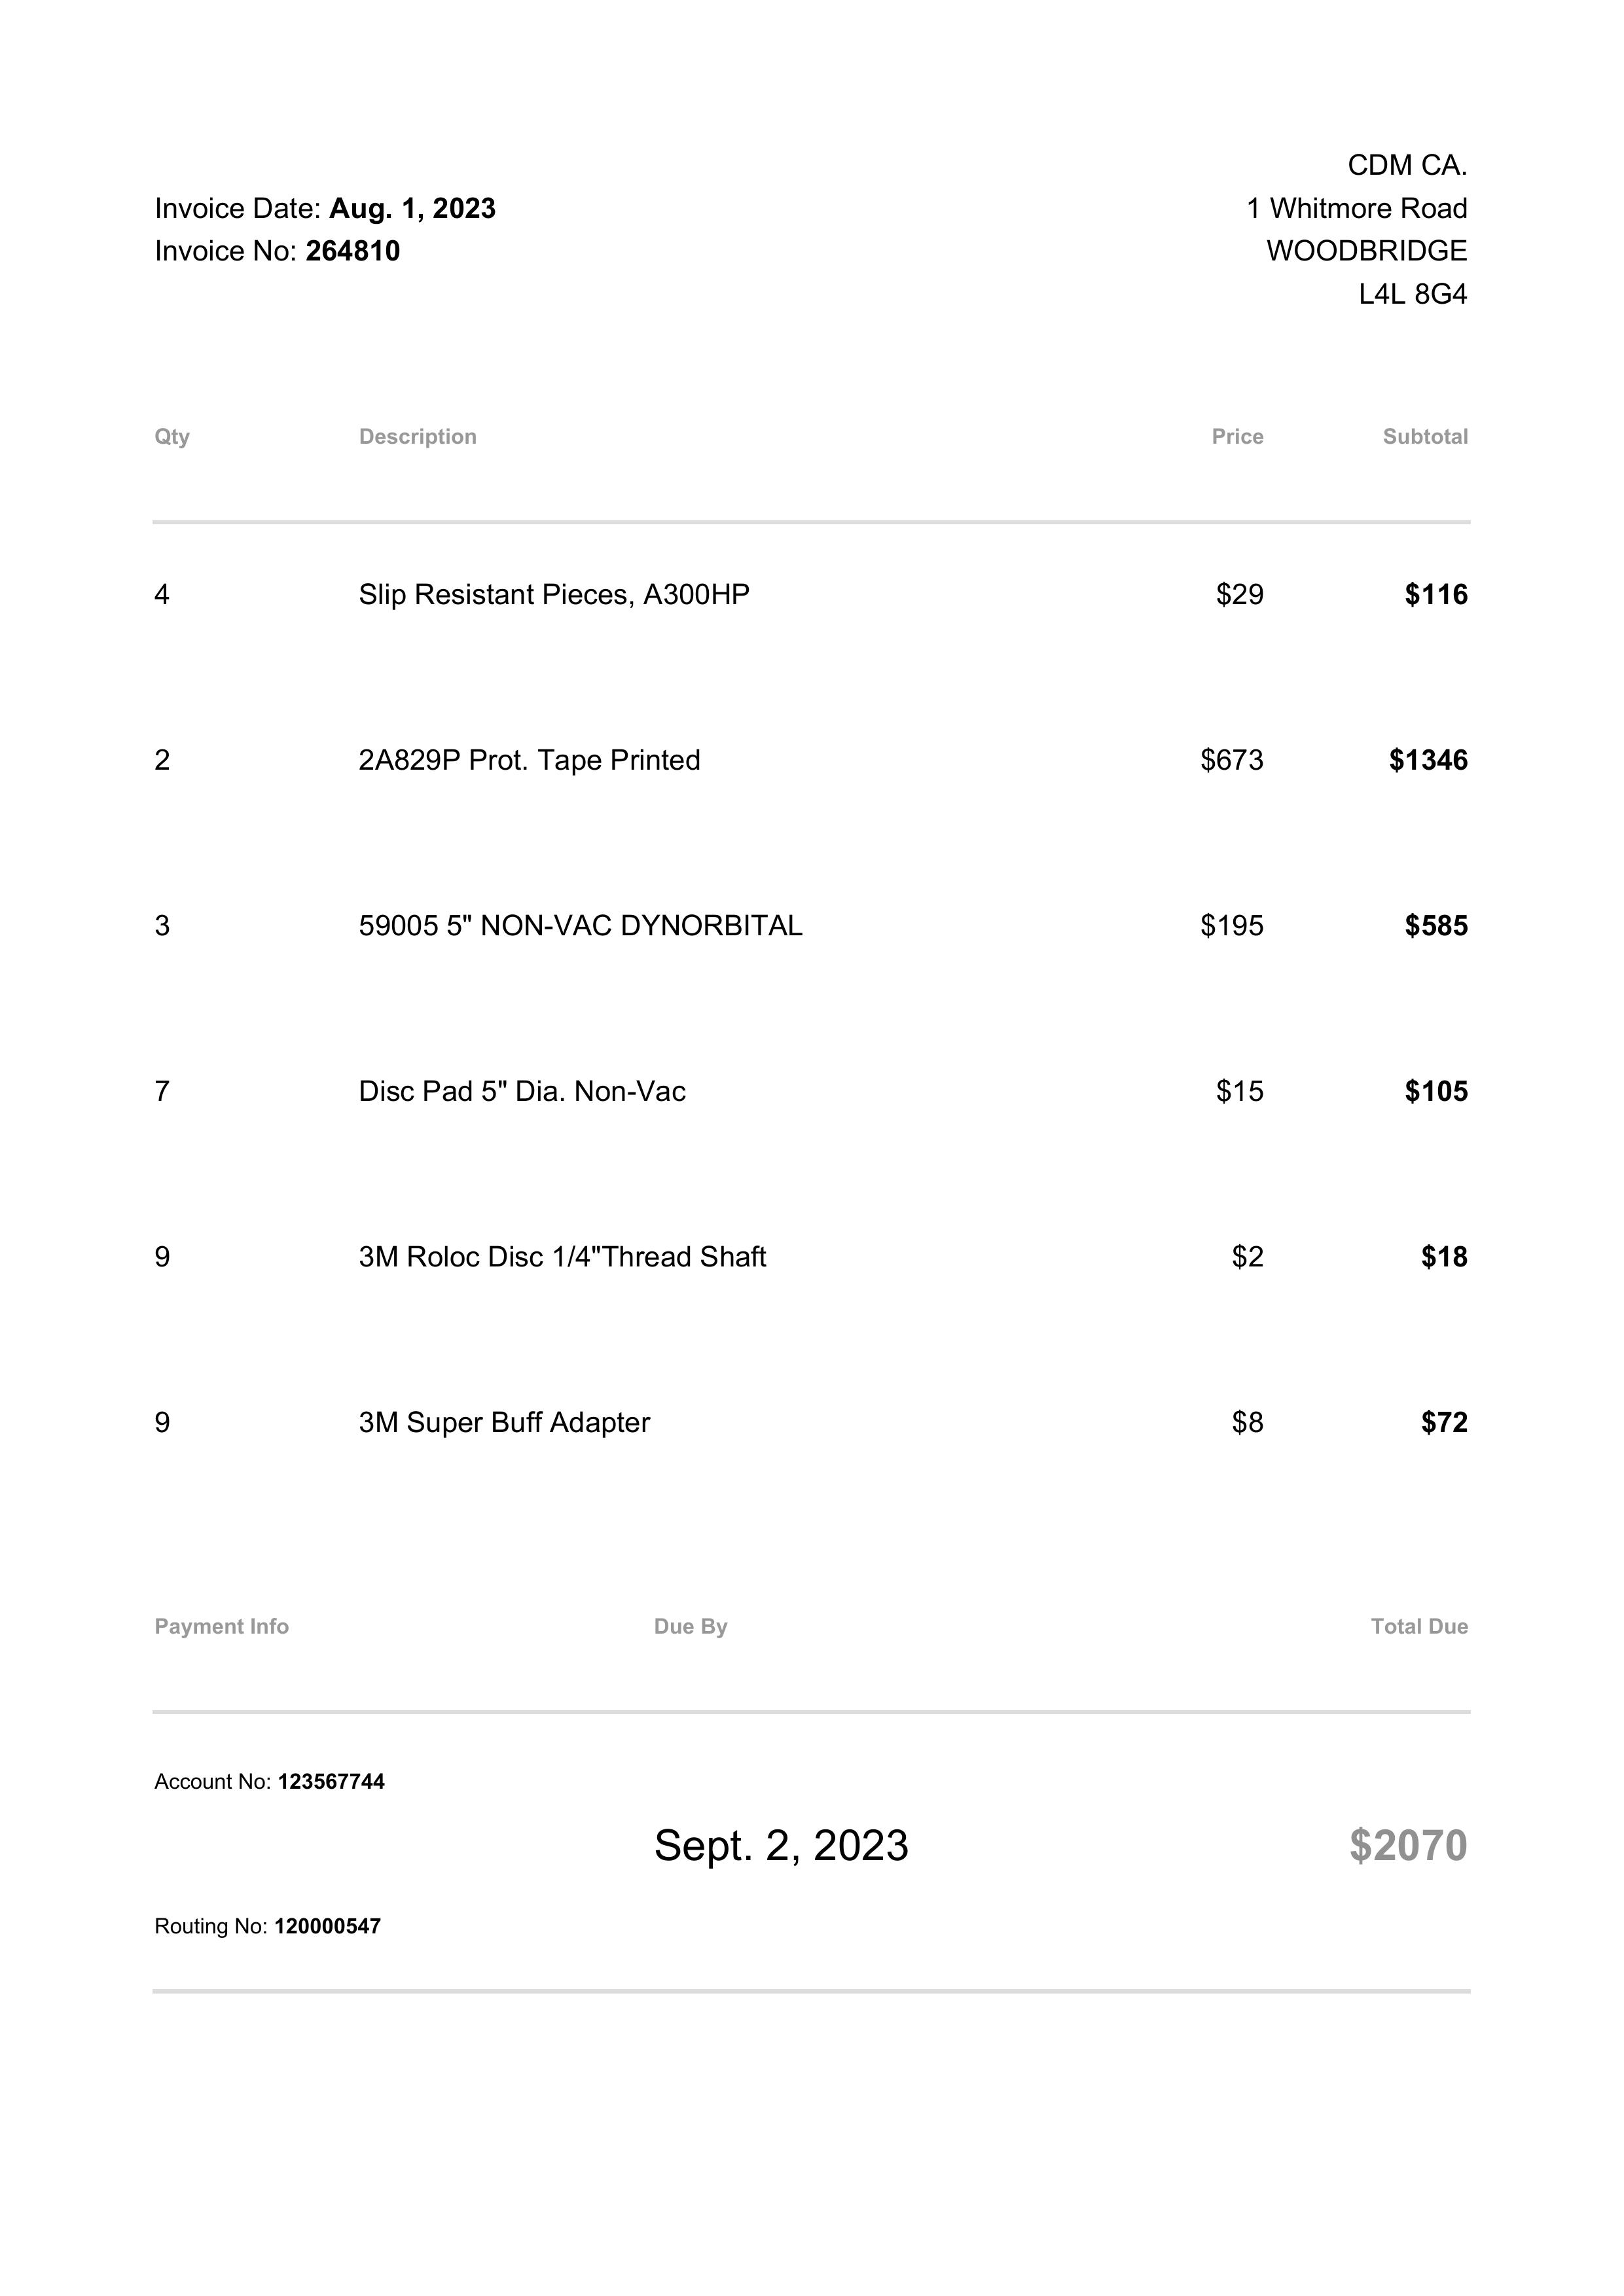 CDM CA.
Invoice Date: Aug. 1, 2023 1 Whitmore Road
Invoice No: 264810 WOODBRIDGE
L4L 8G4
Qty Description Price Subtotal
4 Slip Resistant Pieces, A300HP $29 $116
2 2A829P Prot. Tape Printed $673 $1346
3 59005 5" NON-VAC DYNORBITAL $195 $585
7 Disc Pad 5" Dia. Non-Vac $15 $105
9 3M Roloc Disc 1/4"Thread Shaft $2 $18
9 3M Super Buff Adapter $8 $72
Payment Info Due By Total Due
Account No: 123567744
Sept. 2, 2023 $2070
Routing No: 120000547